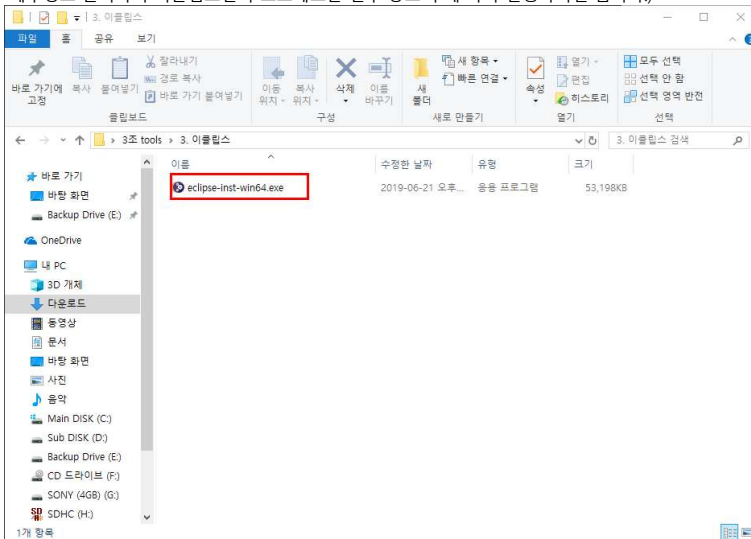 3. 이클립스
파일 홈 공유 보기
바로 가기에 고정
복사
붙여넣기
잘라내기
경로 복사
바로 가기 붙여넣기
클립보드
이동 위치
복사 위치
삭제
이름 바꾸기
구성
새 폴더
새 항목
빠른 연결
새로 만들기
속성
열기
편집
히스토리
열기
모두 선택
선택 안 함
선택 영역 반전
선택
3조 tools > 3. 이클립스
3. 이클립스 검색
이름 수정한 날짜 유형 크기
eclipse-inst-win64.exe 2019-06-21 오후... 응용 프로그램 53,198KB
바로 가기
바탕 화면
Backup Drive (E:)
OneDrive
내 PC
3D 개체
다운로드
동영상
문서
바탕 화면
사진
음악
Main DISK (C:)
Sub DISK (D:)
Backup Drive (E:)
CD 드라이브 (F:)
SONY (4GB) (G:)
SDHC (H:)
1개 항목